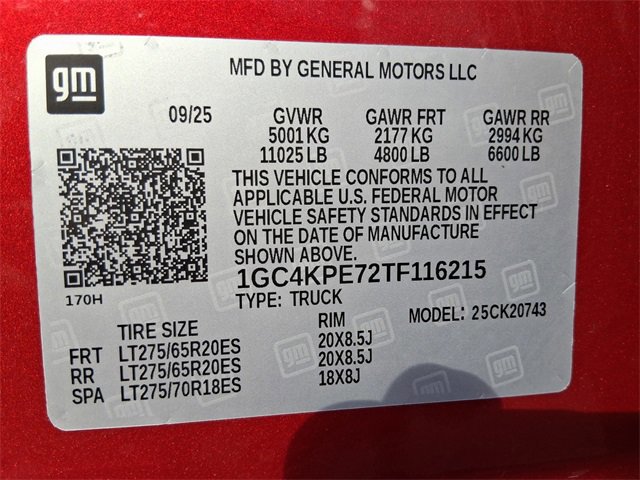 gm
MFD BY GENERAL MOTORS LLC
09/25 GVWR GAWR FRT GAWR RR
5001 KG 2177 KG 2994 KG
11025 LB 4800 LB 6600 LB
THIS VEHICLE CONFORMS TO ALL
APPLICABLE U.S. FEDERAL MOTOR
VEHICLE SAFETY STANDARDS IN EFFECT
ON THE DATE OF MANUFACTURE
SHOWN ABOVE.
1GC4KPE72TF116215
170H
TYPE: TRUCK MODEL: 25CK20743
TIRE SIZE RIM
FRT LT275/65R20ES 20X8.5J
RR LT275/65R20ES 20X8.5J
SPA LT275/70R18ES 18X8J